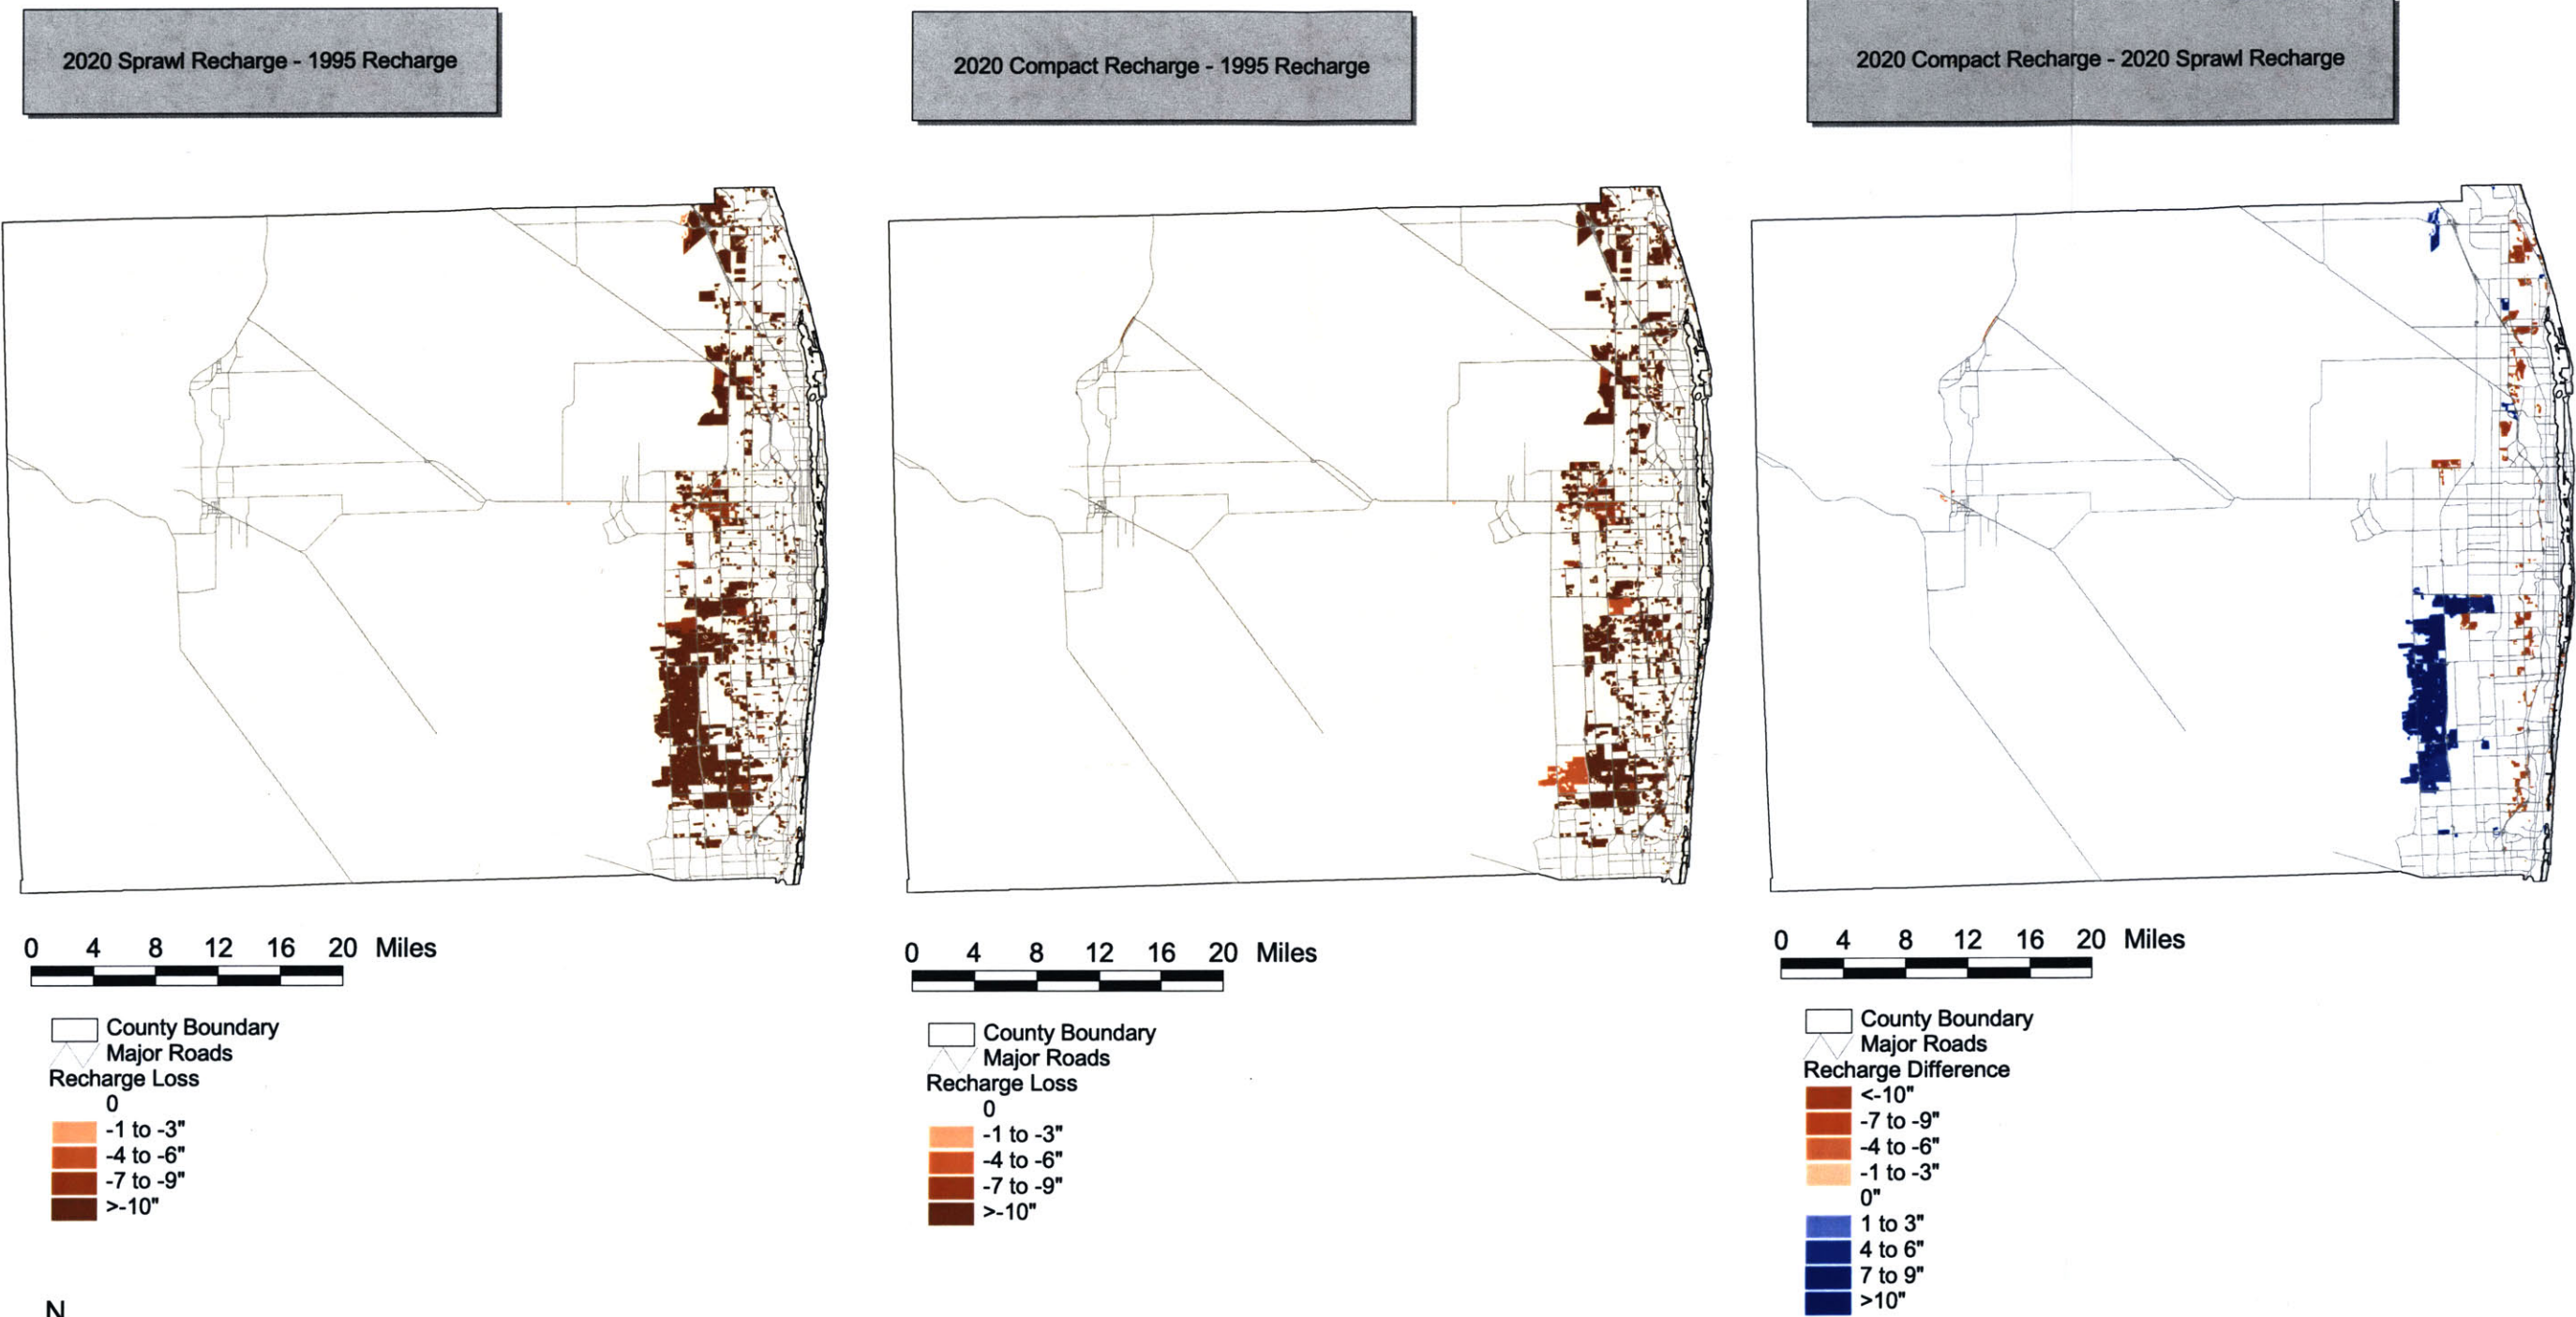 2020 Sprawl Recharge - 1995 Recharge
2020 Compact Recharge - 1995 Recharge
2020 Compact Recharge - 2020 Sprawl Recharge
0 4 8 12 16 20 Miles
County Boundary
Major Roads
Recharge Loss
0
-1 to -3"
-4 to -6"
-7 to -9"
>-10"
N
0 4 8 12 16 20 Miles
County Boundary
Major Roads
Recharge Loss
0
-1 to -3"
-4 to -6"
-7 to -9"
>-10"
0 4 8 12 16 20 Miles
County Boundary
Major Roads
Recharge Difference
<-10"
-7 to -9"
-4 to -6"
-1 to -3"
0"
1 to 3"
4 to 6"
7 to 9"
>10"